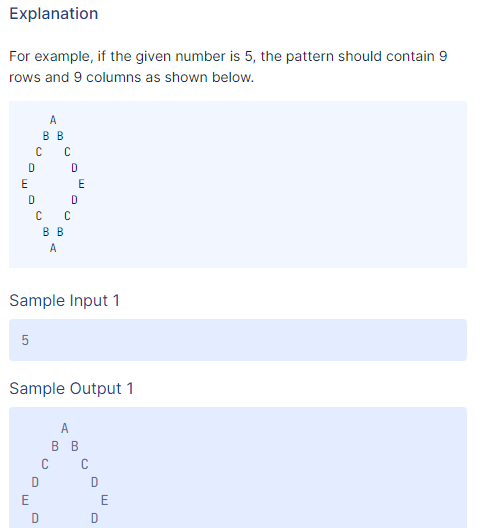 Explanation
For example, if the given number is 5, the pattern should contain 9
rows and 9 columns as shown below.
    A
   B B
  C   C
 D     D
E       E
 D     D
  C   C
   B B
    A
Sample Input 1
5
Sample Output 1
    A
   B B
  C   C
 D     D
E       E
 D     D